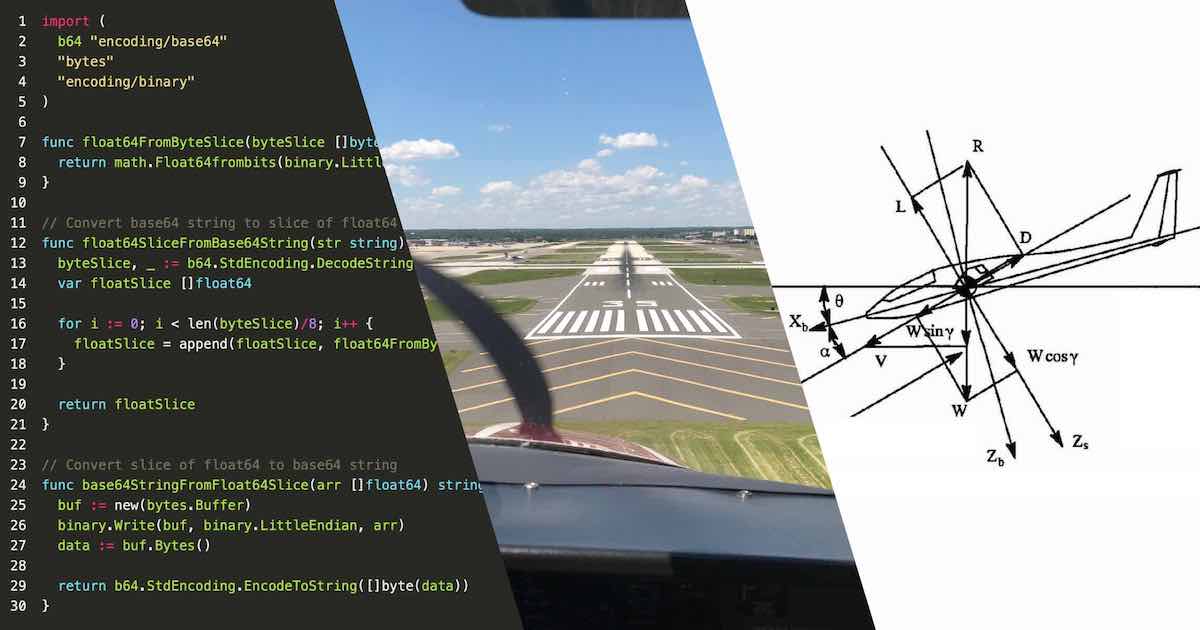 1 import (
2 b64 "encoding/base64"
3 "bytes"
4 "encoding/binary"
5 )
6
7 func float64FromByteSlice(byteSlice []byte
8 return math.Float64frombits(binary.Littl
9 }
10
11 // Convert base64 string to slice of float64
12 func float64SliceFromBase64String(str string)
13 byteSlice, _ := b64.StdEncoding.DecodeString
14 var floatSlice []float64
15
16 for i := 0; i < len(byteSlice)/8; i++ {
17 floatSlice = append(floatSlice, float64FromBy
18 }
19
20 return floatSlice
21 }
22
23 // Convert slice of float64 to base64 string
24 func base64StringFromFloat64Slice(arr []float64) string
25 buf := new(bytes.Buffer)
26 binary.Write(buf, binary.LittleEndian, arr)
27 data := buf.Bytes()
28
29 return b64.StdEncoding.EncodeToString([]byte(data))
30 }
R
L
D
θ
X_b
W sin γ
α
V
W cos γ
W
Z_s
Z_b